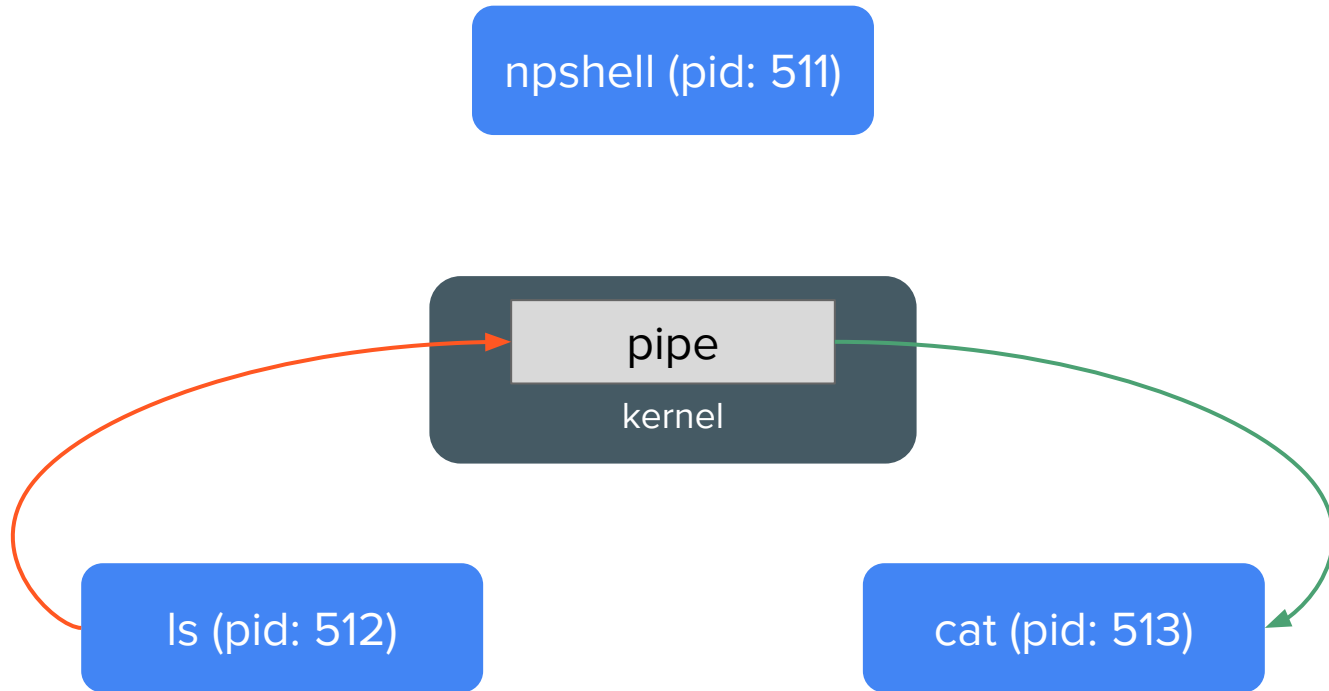 npshell (pid: 511)
pipe
kernel
ls (pid: 512)
cat (pid: 513)